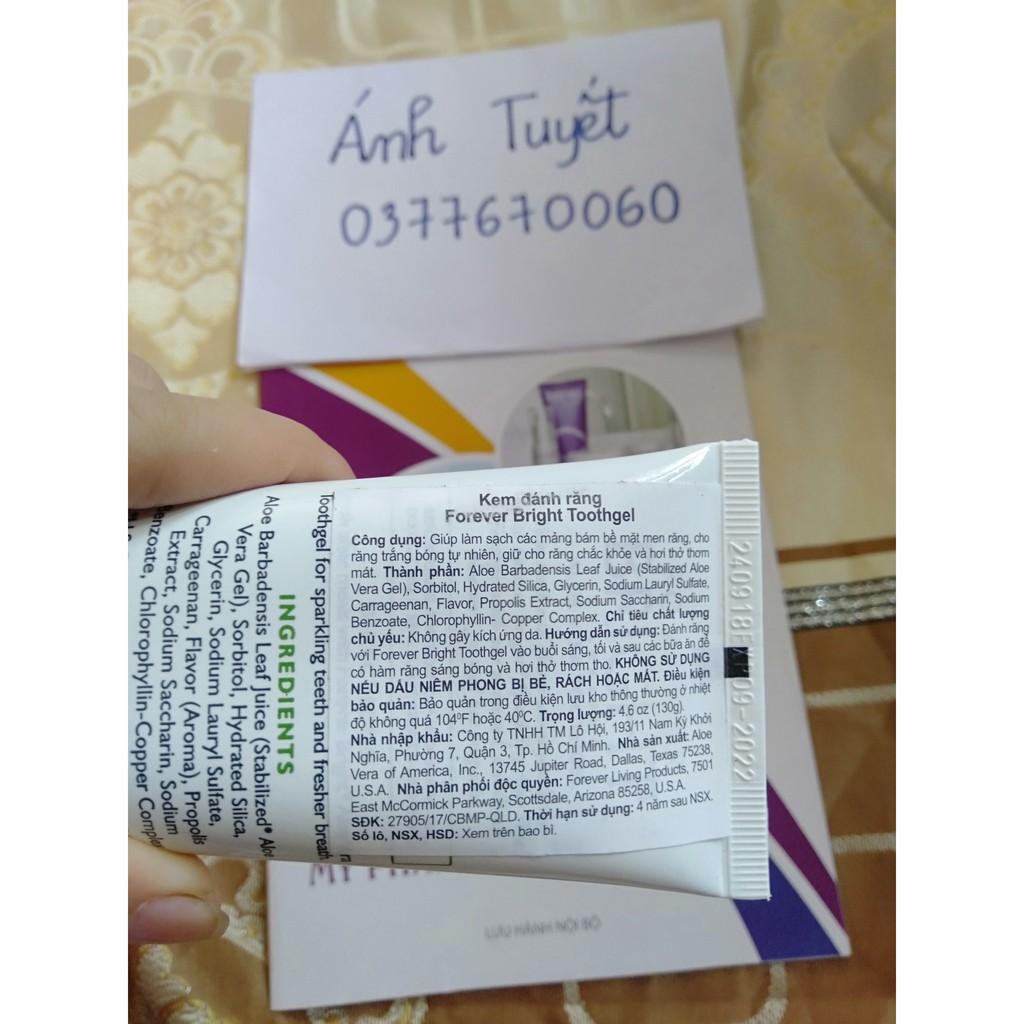 Ánh Tuyết
0377670060
Kem đánh răng
Forever Bright Toothgel
Công dụng: Giúp làm sạch các mảng bám bề mặt men răng, cho
răng trắng bóng tự nhiên, giữ cho răng chắc khỏe và hơi thở thơm
mát. Thành phần: Aloe Barbadensis Leaf Juice (Stabilized Aloe
Vera Gel), Sorbitol, Hydrated Silica, Glycerin, Sodium Lauryl Sulfate,
Carrageenan, Flavor, Propolis Extract, Sodium Saccharin, Sodium
Benzoate, Chlorophyllin- Copper Complex. Chỉ tiêu chất lượng
chủ yếu: Không gây kích ứng da. Hướng dẫn sử dụng: Đánh răng
với Forever Bright Toothgel vào buổi sáng, tối và sau các bữa ăn để
có hàm răng sáng bóng và hơi thở thơm tho. KHÔNG SỬ DỤNG
NẾU DẤU NIÊM PHONG BỊ BẺ, RÁCH HOẶC MẤT. Điều kiện
bảo quản: Bảo quản trong điều kiện lưu kho thông thường ở nhiệt
độ không quá 104⁰F hoặc 40⁰C. Trọng lượng: 4.6 oz (130g).
Nhà nhập khẩu: Công ty TNHH TM Lô Hội, 193/11 Nam Kỳ Khởi
Nghĩa, Phường 7, Quận 3, Tp. Hồ Chí Minh. Nhà sản xuất: Aloe
Vera of America, Inc., 13745 Jupiter Road, Dallas, Texas 75238,
U.S.A. Nhà phân phối độc quyền: Forever Living Products, 7501
East McCormick Parkway, Scottsdale, Arizona 85258, U.S.A.
SĐK: 27905/17/CBMP-QLD. Thời hạn sử dụng: 4 năm sau NSX.
Số lô, NSX, HSD: Xem trên bao bì.
Toothgel for sparkling teeth and fresher breath
INGREDIENTS
Aloe Barbadensis Leaf Juice (Stabilized® Aloe
Vera Gel), Sorbitol, Hydrated Silica,
Glycerin, Sodium Lauryl Sulfate,
Carrageenan, Flavor (Aroma), Propolis
Extract, Sodium Saccharin, Sodium
Benzoate, Chlorophyllin-Copper
09-2022
LƯU HÀNH NỘI BỘ